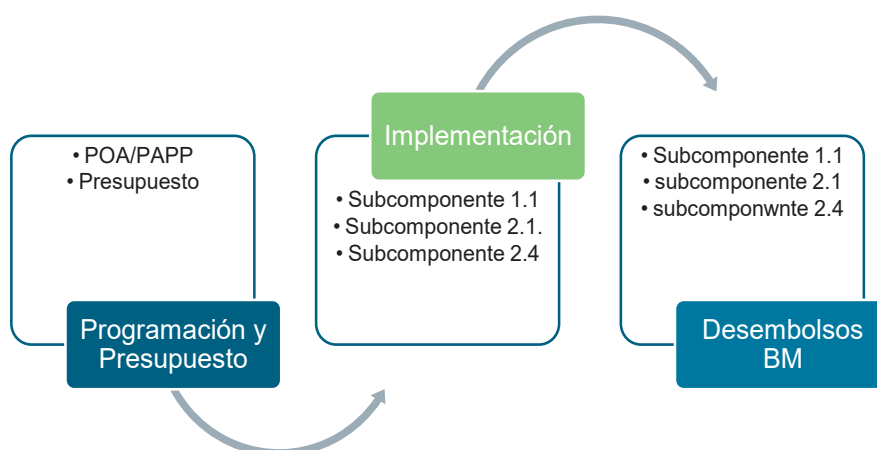 • POA/PAPP
• Presupuesto
Programación y
Presupuesto
Implementación
• Subcomponente 1.1
• Subcomponente 2.1.
• Subcomponente 2.4
• Subcomponente 1.1
• subcomponente 2.1
• subcomponwnte 2.4
Desembolsos
BM